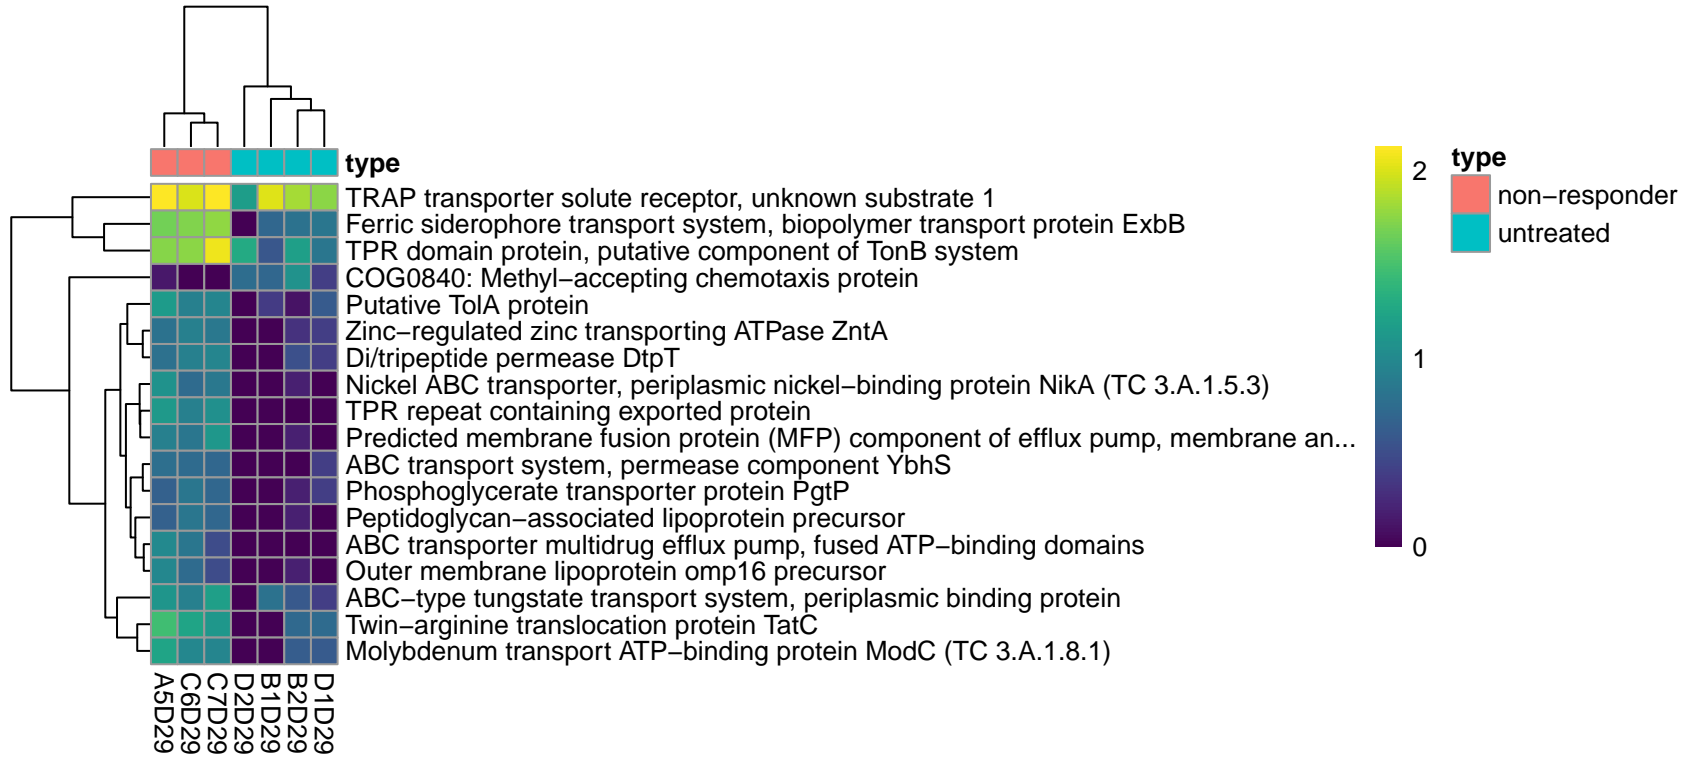 type
TRAP transporter solute receptor, unknown substrate 1
Ferric siderophore transport system, biopolymer transport protein ExbB
TPR domain protein, putative component of TonB system
COG0840: Methyl−accepting chemotaxis protein
Putative TolA protein
Zinc−regulated zinc transporting ATPase ZntA
Di/tripeptide permease DtpT
Nickel ABC transporter, periplasmic nickel−binding protein NikA (TC 3.A.1.5.3)
TPR repeat containing exported protein
Predicted membrane fusion protein (MFP) component of efflux pump, membrane an...
ABC transport system, permease component YbhS
Phosphoglycerate transporter protein PgtP
Peptidoglycan−associated lipoprotein precursor
ABC transporter multidrug efflux pump, fused ATP−binding domains
Outer membrane lipoprotein omp16 precursor
ABC−type tungstate transport system, periplasmic binding protein
Twin−arginine translocation protein TatC
Molybdenum transport ATP−binding protein ModC (TC 3.A.1.8.1)
A5D29
C6D29
C7D29
D2D29
B1D29
B2D29
D1D29
2
1
0
type
non−responder
untreated